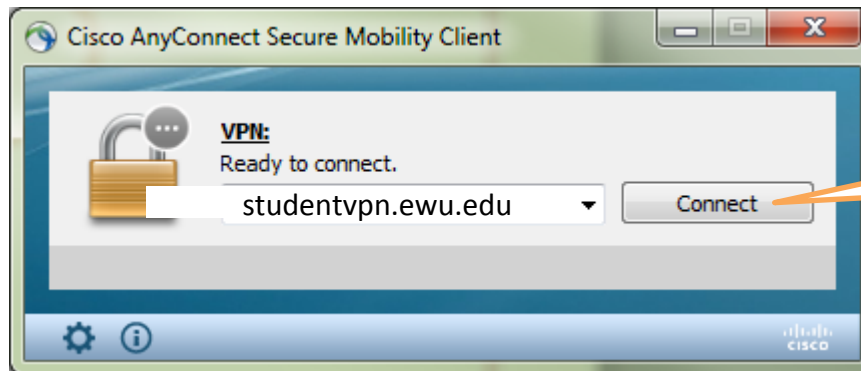 Cisco AnyConnect Secure Mobility Client
VPN:
Ready to connect.
studentvpn.ewu.edu
Connect
CISCO